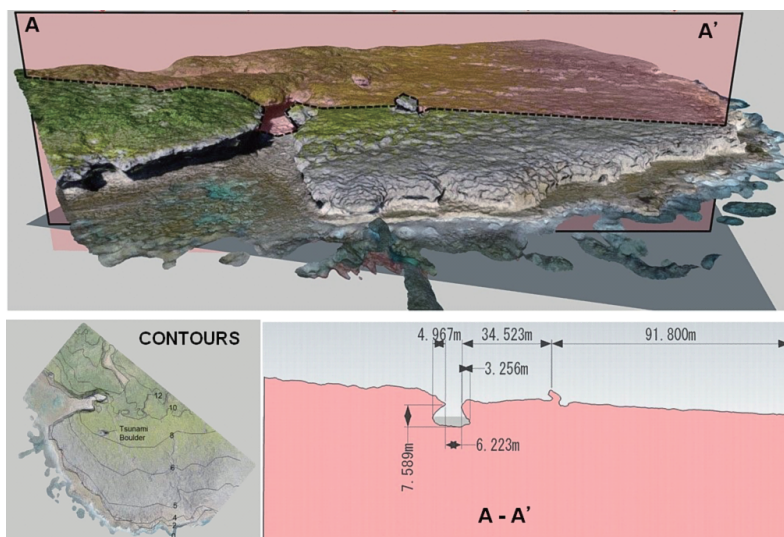 A
A'
CONTOURS
12
10
Tsunami
Boulder
8
6
5
4
2
4.967m
34.523m
91.800m
3.256m
6.223m
7.589m
A - A'